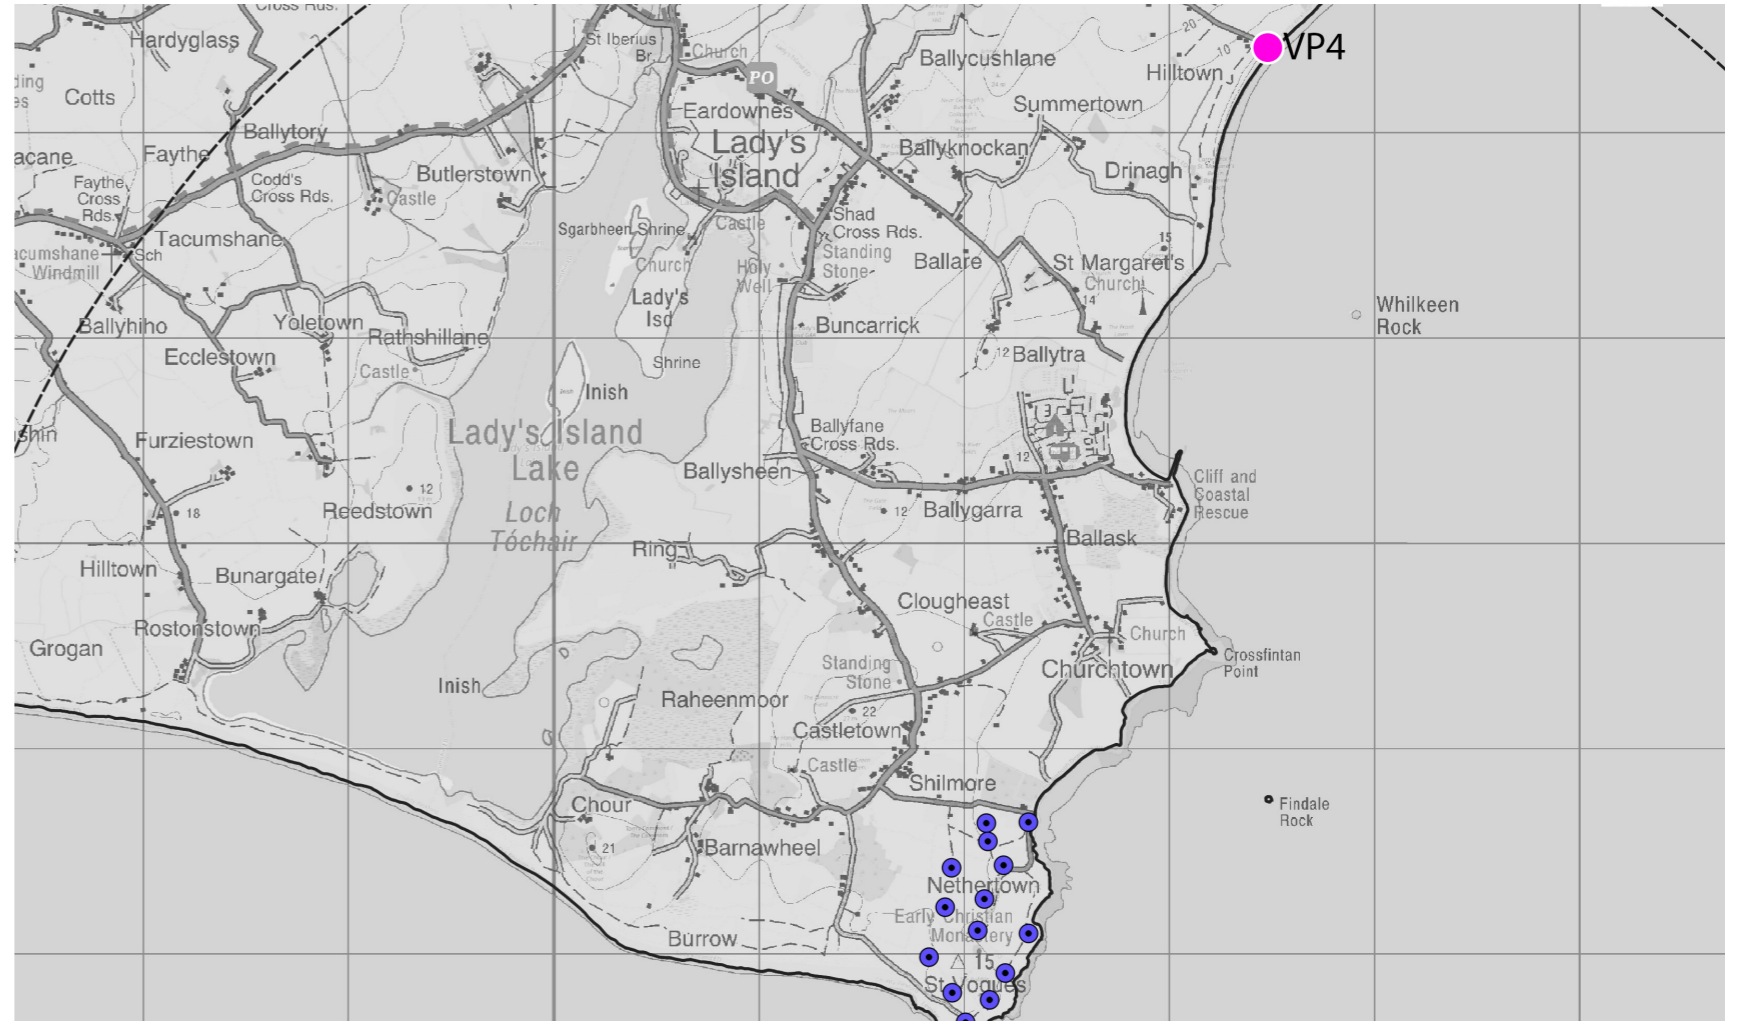 Cross Rds.
Hardyglass
Cotts
Ballytory
Faythe
Faythe
Cross
Rds.
Codd's
Cross Rds.
Castle
Butlerstown
St Iberius
Br.
Church
PO
Eardownes
Lady's
Island
Ballycushlane
Hilltown
20
10
VP4
Summertown
Ballyknockan
Drinagh
Tacumshane
Sch
Windmill
Sgarbheen
Shrine
Church
Castle
Shad
Cross Rds.
Standing
Stone
Holy
Well
Ballare
15
St Margaret's
Church
14
Lady's
Isd
Shrine
Buncarrick
Whilkeen
Rock
Ballyhiho
Yoletown
Rathshillane
Ecclestown
Castle
Inish
12
Ballytra
Furziestown
Lady's Island
Lake
Loch
Tóchair
Ballyfane
Cross Rds.
Ballysheen
12
12
Ballygarra
Cliff and
Coastal
Rescue
18
12
Reedstown
Ring
Ballask
Hilltown
Bunargate
Rostonstown
Grogan
Clougheast
Castle
Church
Churchtown
Crossfintan
Point
Inish
Raheenmoor
Standing
Stone
22
Castletown
Castle
Shilmore
Chour
21
Barnawheel
Findale
Rock
Nethertown
Early Christian
Monastery
Burrow
15
St Vogues